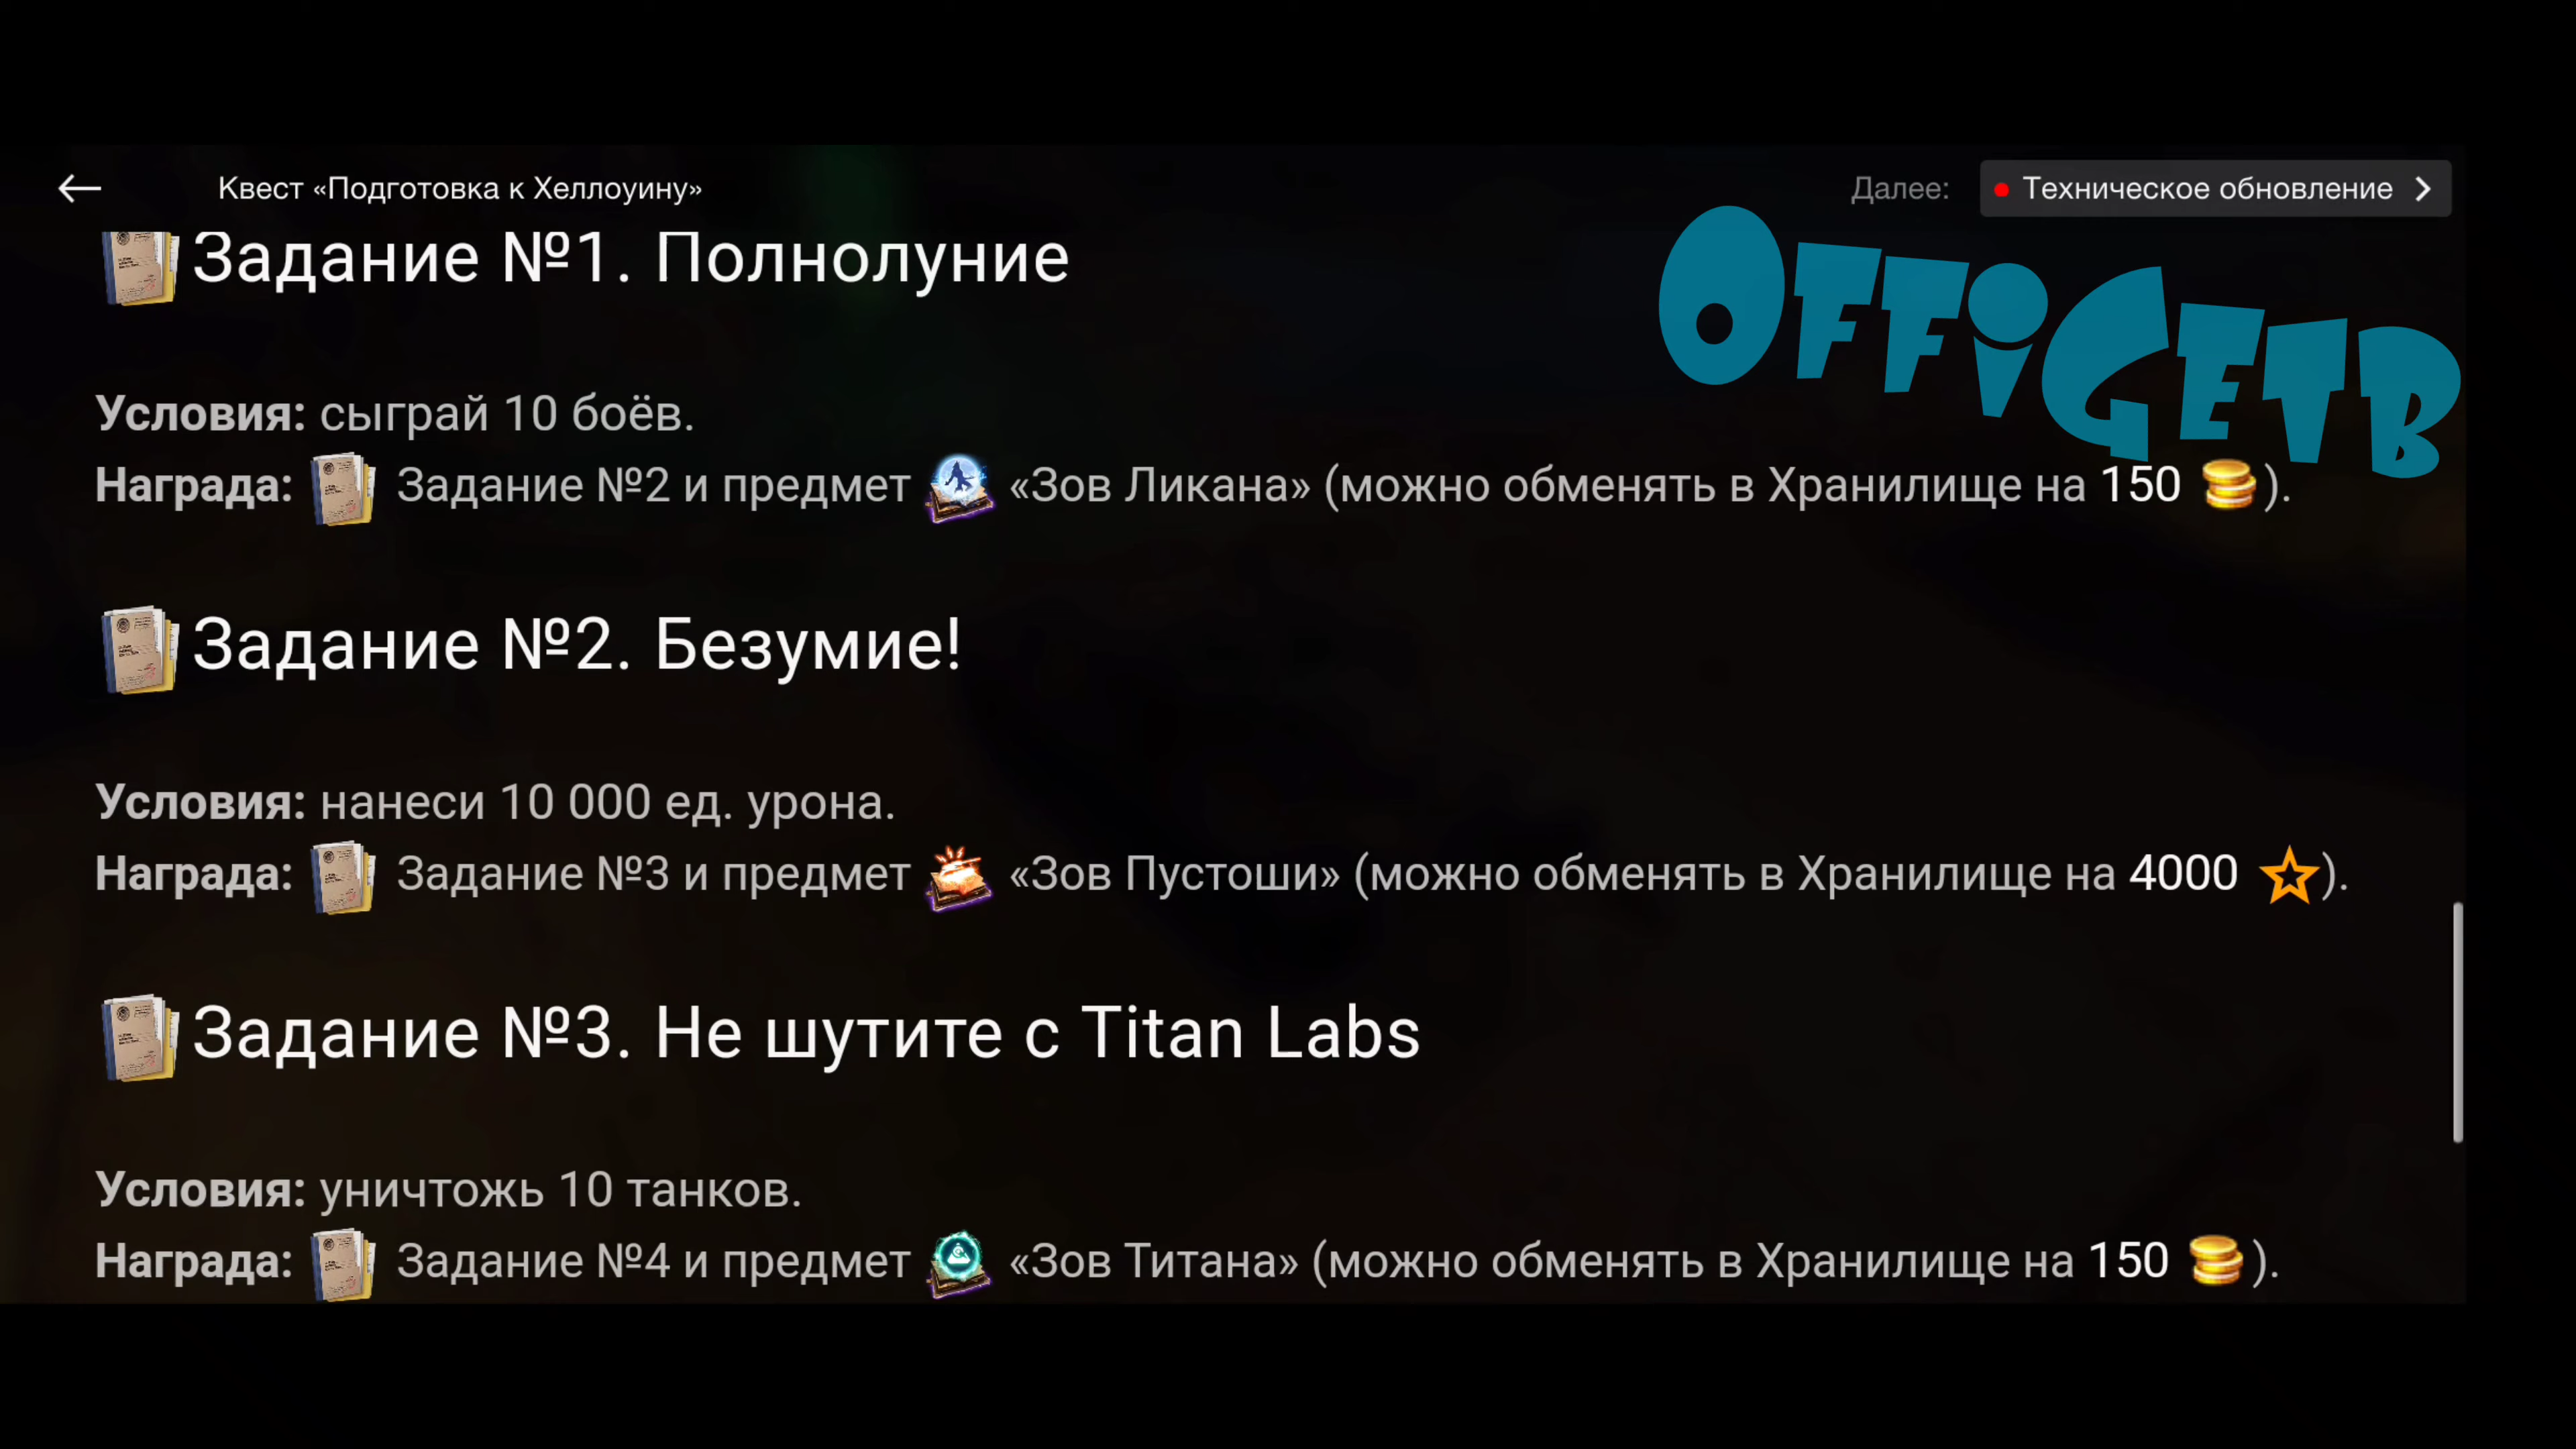 Квест «Подготовка к Хеллоуину»
Далее:
Техническое обновление
OFFiGETB
Задание №1. Полнолуние
Условия: сыграй 10 боёв.
Награда: Задание №2 и предмет «Зов Ликана» (можно обменять в Хранилище на 150 ).
Задание №2. Безумие!
Условия: нанеси 10 000 ед. урона.
Награда: Задание №3 и предмет «Зов Пустоши» (можно обменять в Хранилище на 4000 ).
Задание №3. Не шутите с Titan Labs
Условия: уничтожь 10 танков.
Награда: Задание №4 и предмет «Зов Титана» (можно обменять в Хранилище на 150 ).